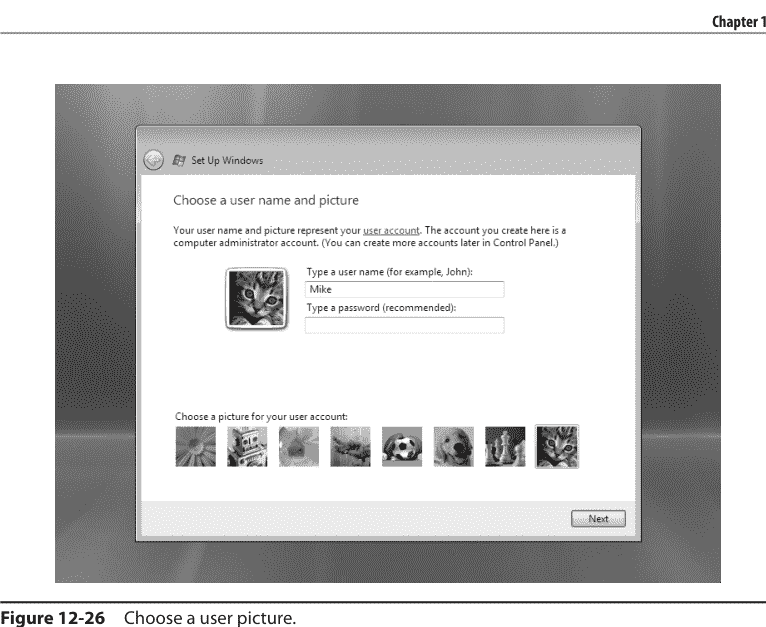 Chapter 1
Set Up Windows
Choose a user name and picture
Your user name and picture represent your user account. The account you create here is a
computer administrator account. (You can create more accounts later in Control Panel.)
Type a user name (for example, John):
Mike
Type a password (recommended):
Choose a picture for your user account:
Next
Figure 12-26 Choose a user picture.